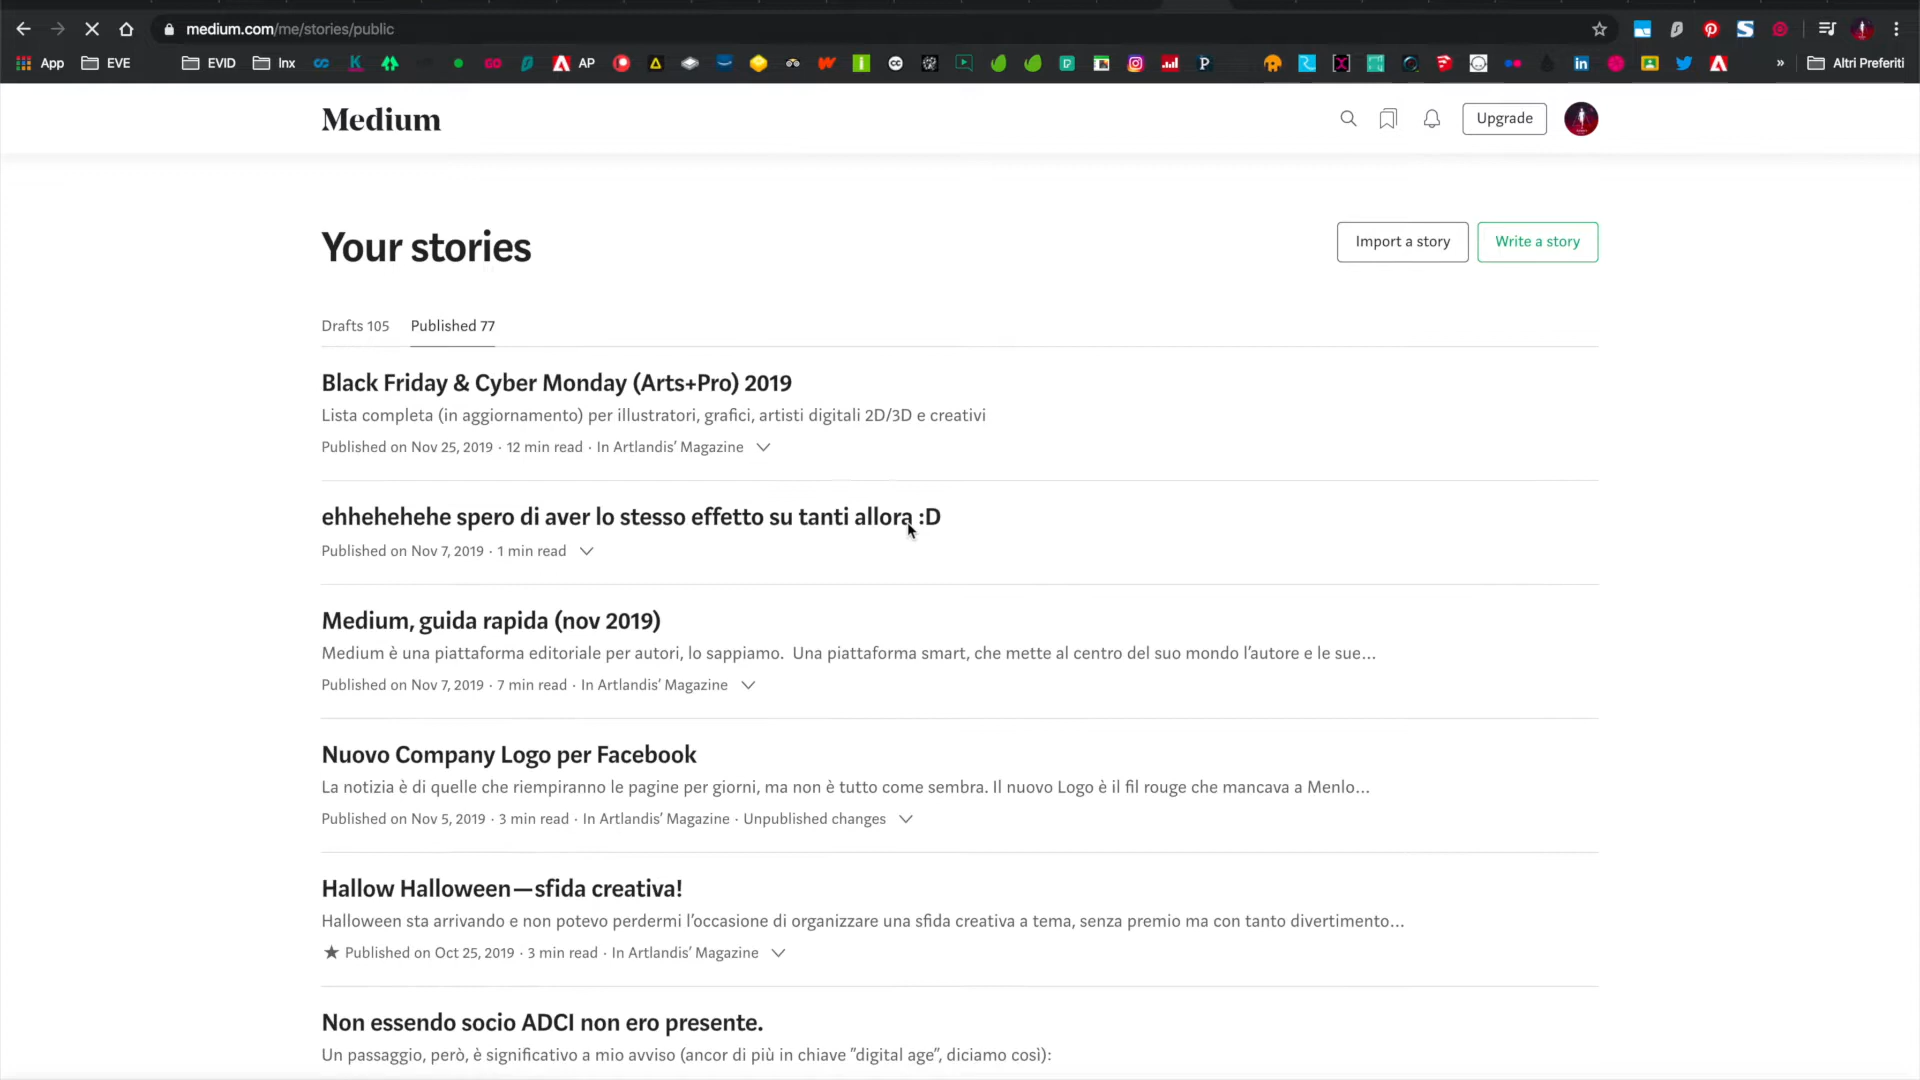 medium.com/me/stories/public
App
EVE
EVID
Inx
AP
Altri Preferiti
Medium
Upgrade
Your stories
Import a story
Write a story
Drafts 105
Published 77
Black Friday & Cyber Monday (Arts+Pro) 2019
Lista completa (in aggiornamento) per illustratori, grafici, artisti digitali 2D/3D e creativi
Published on Nov 25, 2019 · 12 min read · In Artlandis’ Magazine
ehhehehehe spero di aver lo stesso effetto su tanti allora :D
Published on Nov 7, 2019 · 1 min read
Medium, guida rapida (nov 2019)
Medium è una piattaforma editoriale per autori, lo sappiamo. Una piattaforma smart, che mette al centro del suo mondo l’autore e le sue…
Published on Nov 7, 2019 · 7 min read · In Artlandis’ Magazine
Nuovo Company Logo per Facebook
La notizia è di quelle che riempiranno le pagine per giorni, ma non è tutto come sembra. Il nuovo Logo è il fil rouge che mancava a Menlo…
Published on Nov 5, 2019 · 3 min read · In Artlandis’ Magazine · Unpublished changes
Hallow Halloween—sfida creativa!
Halloween sta arrivando e non potevo perdermi l’occasione di organizzare una sfida creativa a tema, senza premio ma con tanto divertimento…
★ Published on Oct 25, 2019 · 3 min read · In Artlandis’ Magazine
Non essendo socio ADCI non ero presente.
Un passaggio, però, è significativo a mio avviso (ancor di più in chiave ”digital age”, diciamo così):